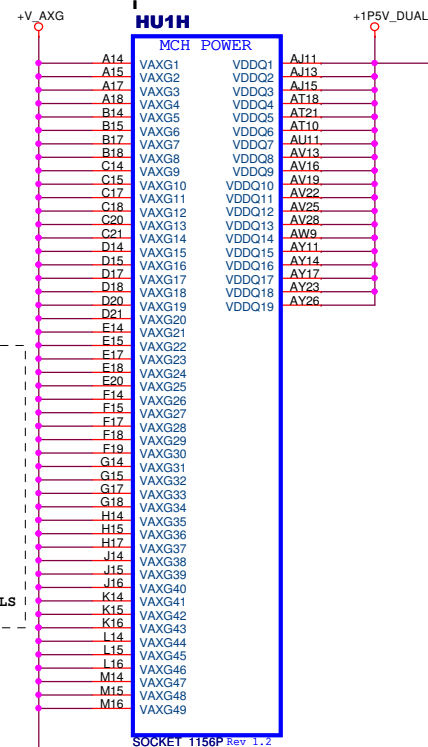 +V_AXG +1P5V_DUAL
HU1H
MCH POWER
A14 VAXG1 VDDQ1 AJ11
A15 VAXG2 VDDQ2 AJ13
A17 VAXG3 VDDQ3 AJ15
A18 VAXG4 VDDQ4 AT18
B14 VAXG5 VDDQ5 AT21
B15 VAXG6 VDDQ6 AT10
B17 VAXG7 VDDQ7 AU11
B18 VAXG8 VDDQ8 AV13
C14 VAXG9 VDDQ9 AV16
C15 VAXG10 VDDQ10 AV19
C17 VAXG11 VDDQ11 AV22
C18 VAXG12 VDDQ12 AV25
C20 VAXG13 VDDQ13 AV28
C21 VAXG14 VDDQ14 AW9
D14 VAXG15 VDDQ15 AY11
D15 VAXG16 VDDQ16 AY14
D17 VAXG17 VDDQ17 AY17
D18 VAXG18 VDDQ18 AY23
D20 VAXG19 VDDQ19 AY26
D21 VAXG20
E14 VAXG21
E15 VAXG22
E17 VAXG23
E18 VAXG24
E20 VAXG25
F14 VAXG26
F15 VAXG27
F17 VAXG28
F18 VAXG29
F19 VAXG30
G14 VAXG31
G15 VAXG32
G17 VAXG33
G18 VAXG34
H14 VAXG35
H15 VAXG36
H17 VAXG37
J14 VAXG38
J15 VAXG39
J16 VAXG40
LS K14 VAXG41
K15 VAXG42
K16 VAXG43
L14 VAXG44
L15 VAXG45
L16 VAXG46
M14 VAXG47
M15 VAXG48
M16 VAXG49
SOCKET_1156P Rev 1.2